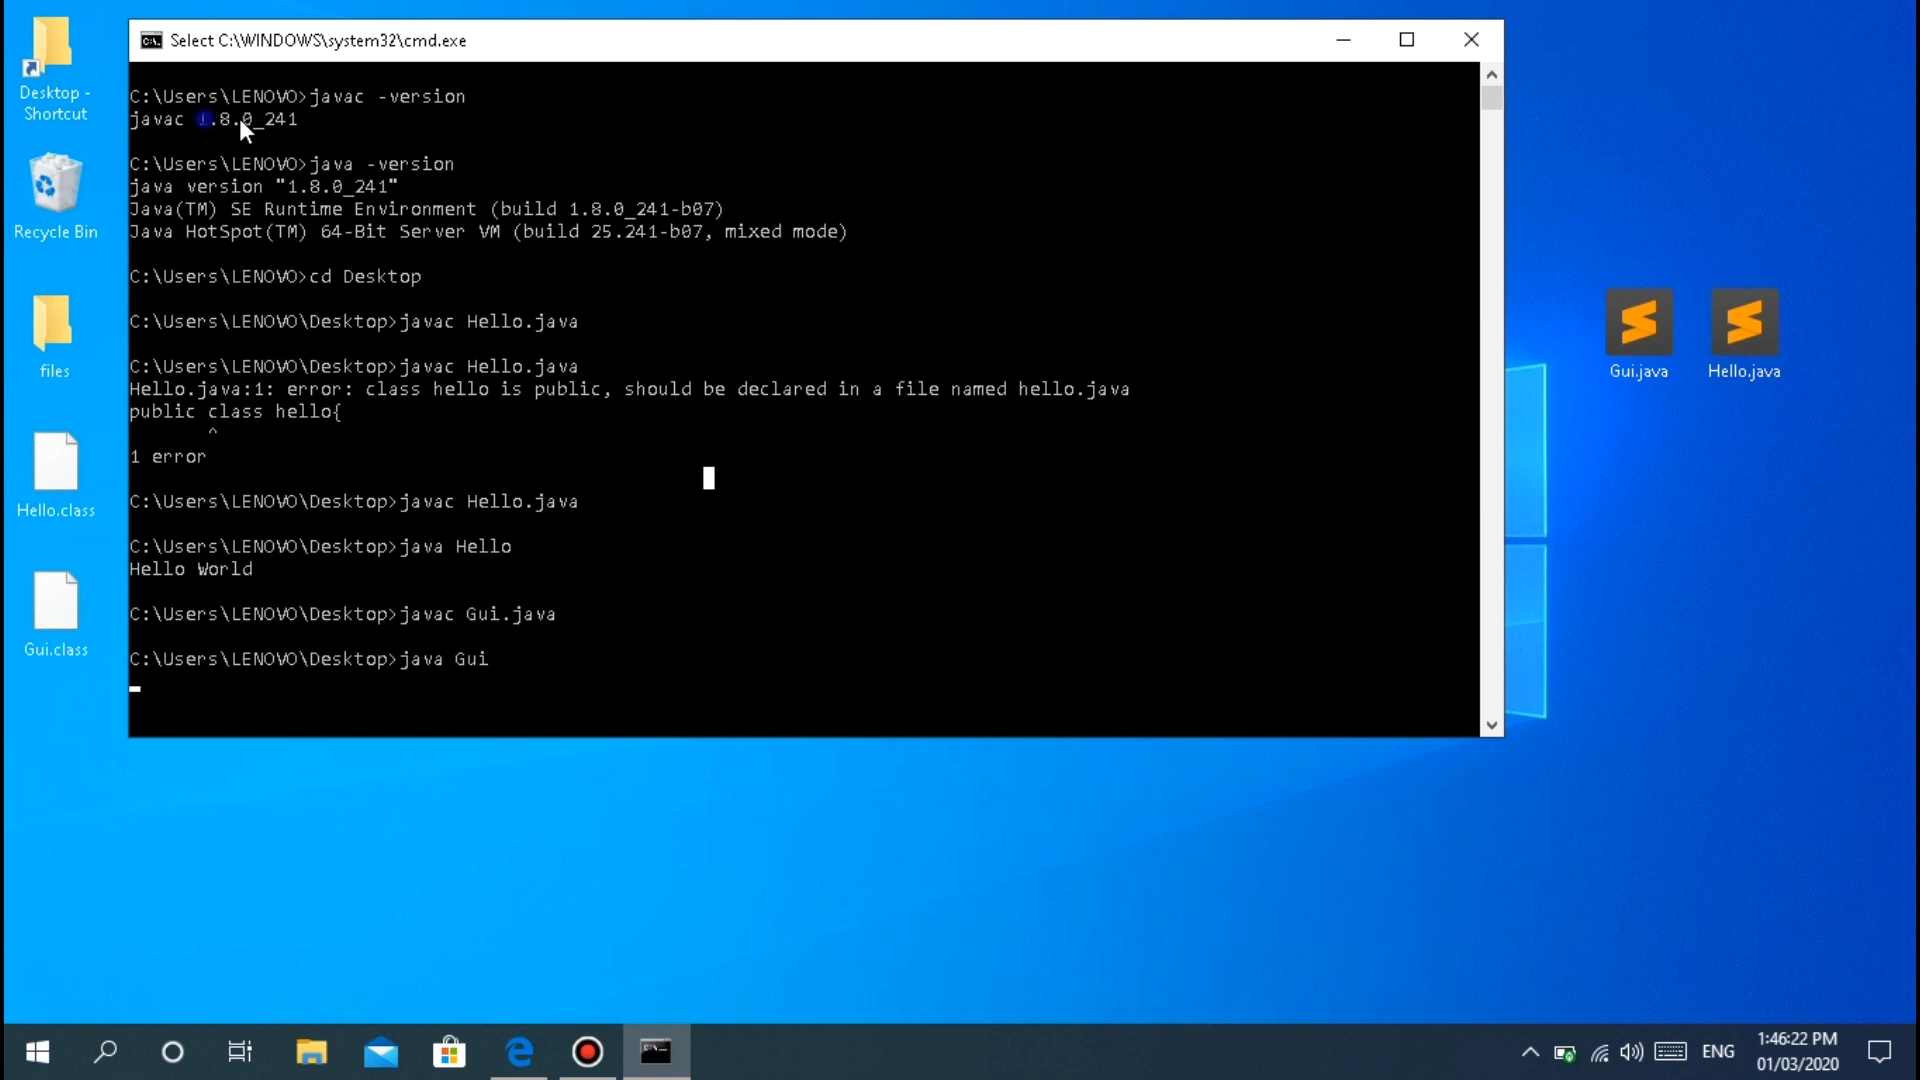 Select C:\WINDOWS\system32\cmd.exe
C:\Users\LENOVO>javac -version
javac 1.8.0_241
C:\Users\LENOVO>java -version
java version "1.8.0_241"
Java(TM) SE Runtime Environment (build 1.8.0_241-b07)
Java HotSpot(TM) 64-Bit Server VM (build 25.241-b07, mixed mode)
C:\Users\LENOVO>cd Desktop
C:\Users\LENOVO\Desktop>javac Hello.java
C:\Users\LENOVO\Desktop>javac Hello.java
Hello.java:1: error: class hello is public, should be declared in a file named hello.java
public class hello{
^
1 error
C:\Users\LENOVO\Desktop>javac Hello.java
C:\Users\LENOVO\Desktop>java Hello
Hello World
C:\Users\LENOVO\Desktop>javac Gui.java
C:\Users\LENOVO\Desktop>java Gui
Desktop -
Shortcut
Recycle Bin
files
Hello.class
Gui.class
Gui.java
Hello.java
ENG
1:46:22 PM
01/03/2020